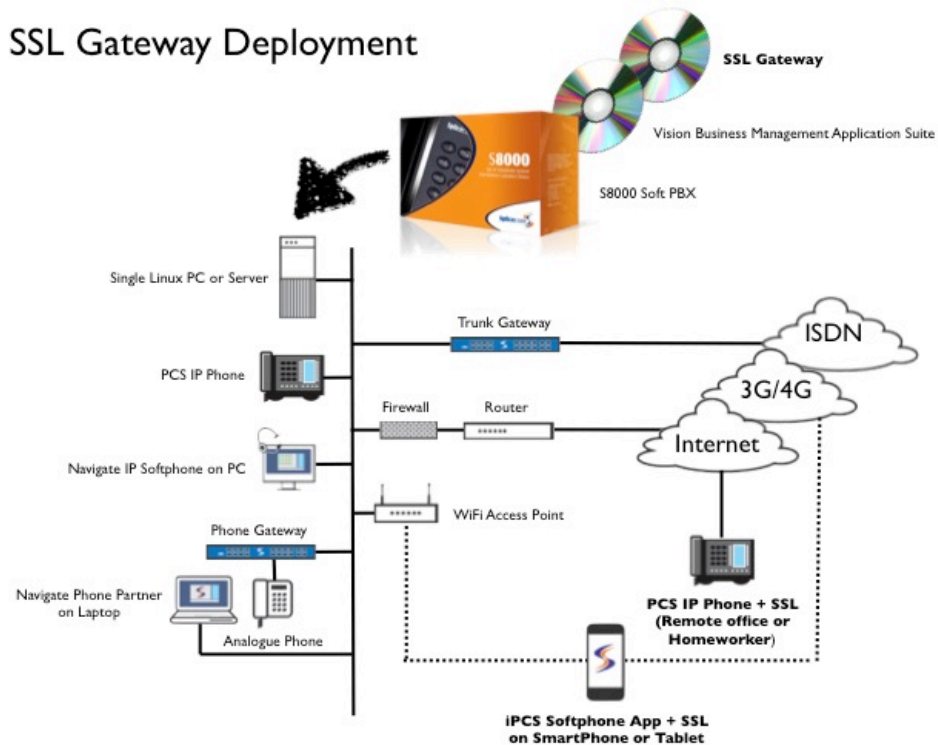 SSL Gateway Deployment
SSL Gateway
Vision Business Management Application Suite
S8000
S8000 Soft PBX
Single Linux PC or Server
Trunk Gateway
ISDN
PCS IP Phone
3G/4G
Firewall
Router
Internet
Navigate IP Softphone on PC
WiFi Access Point
Phone Gateway
Navigate Phone Partner
on Laptop
Analogue Phone
PCS IP Phone + SSL
(Remote office or
Homeworker)
iPCS Softphone App + SSL
on SmartPhone or Tablet